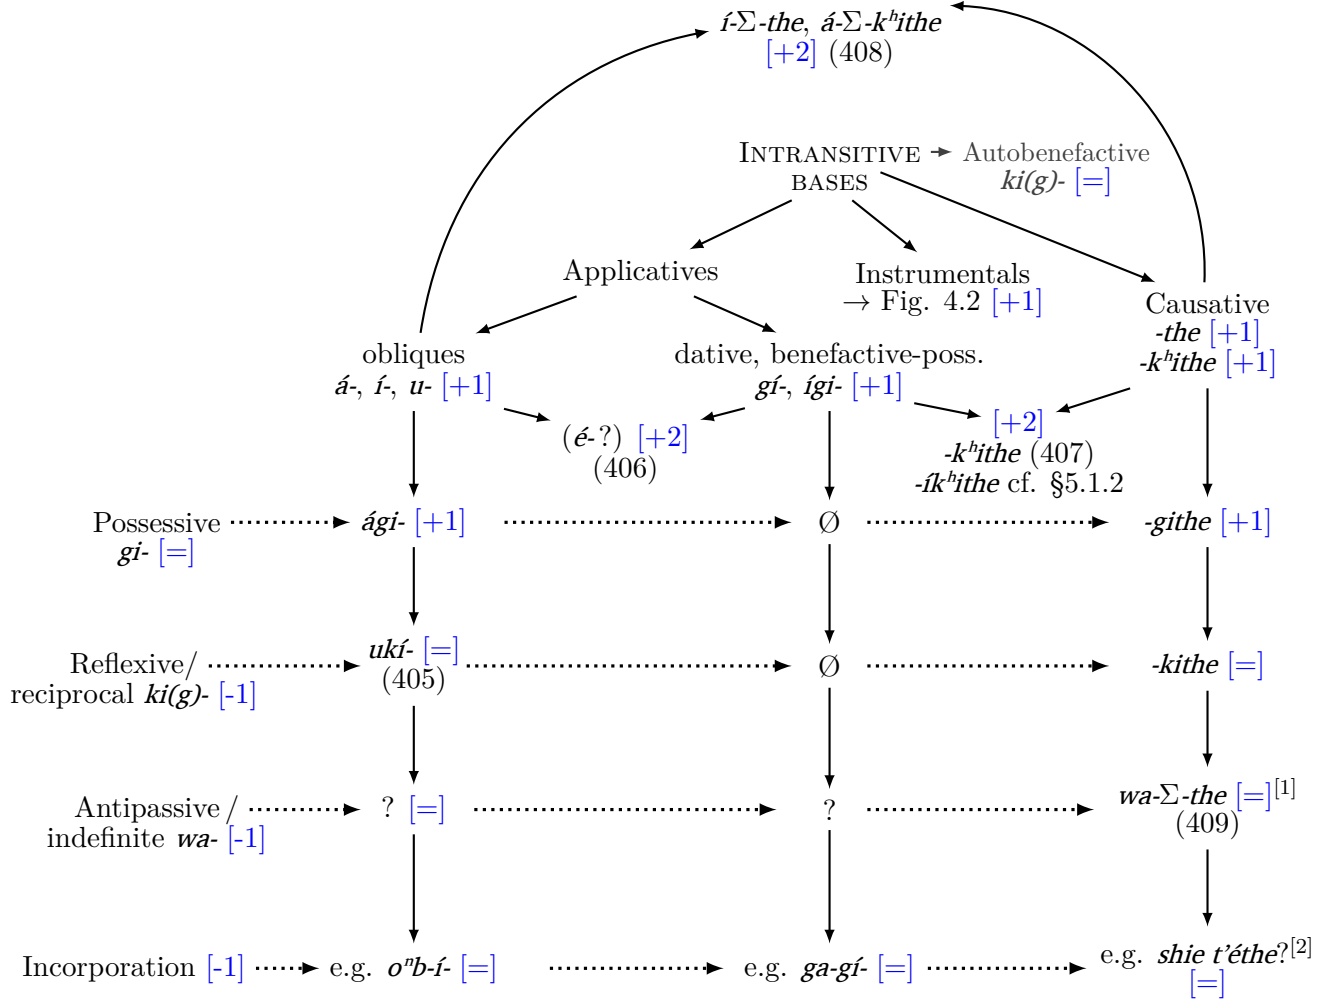 í-Σ-the, á-Σ-kʰithe
[+2] (408)
INTRANSITIVE
BASES
Autobenefactive
ki(g)- [=]
Applicatives
Instrumentals
→ Fig. 4.2 [+1]
Causative
-the [+1]
-kʰithe [+1]
obliques
á-, í-, u- [+1]
dative, benefactive-poss.
gí-, ígi- [+1]
(é-?) [+2]
(406)
[+2]
-kʰithe (407)
-íkʰithe cf. §5.1.2
Possessive
gi- [=]
ági- [+1]
Ø
-githe [+1]
Reflexive/
reciprocal ki(g)- [-1]
ukí- [=]
(405)
Ø
-kithe [=]
Antipassive/
indefinite wa- [-1]
? [=]
?
wa-Σ-the [=][1]
(409)
Incorporation [-1]
e.g. oⁿb-í- [=]
e.g. ga-gí- [=]
e.g. shie t'éthe?[2]
[=]